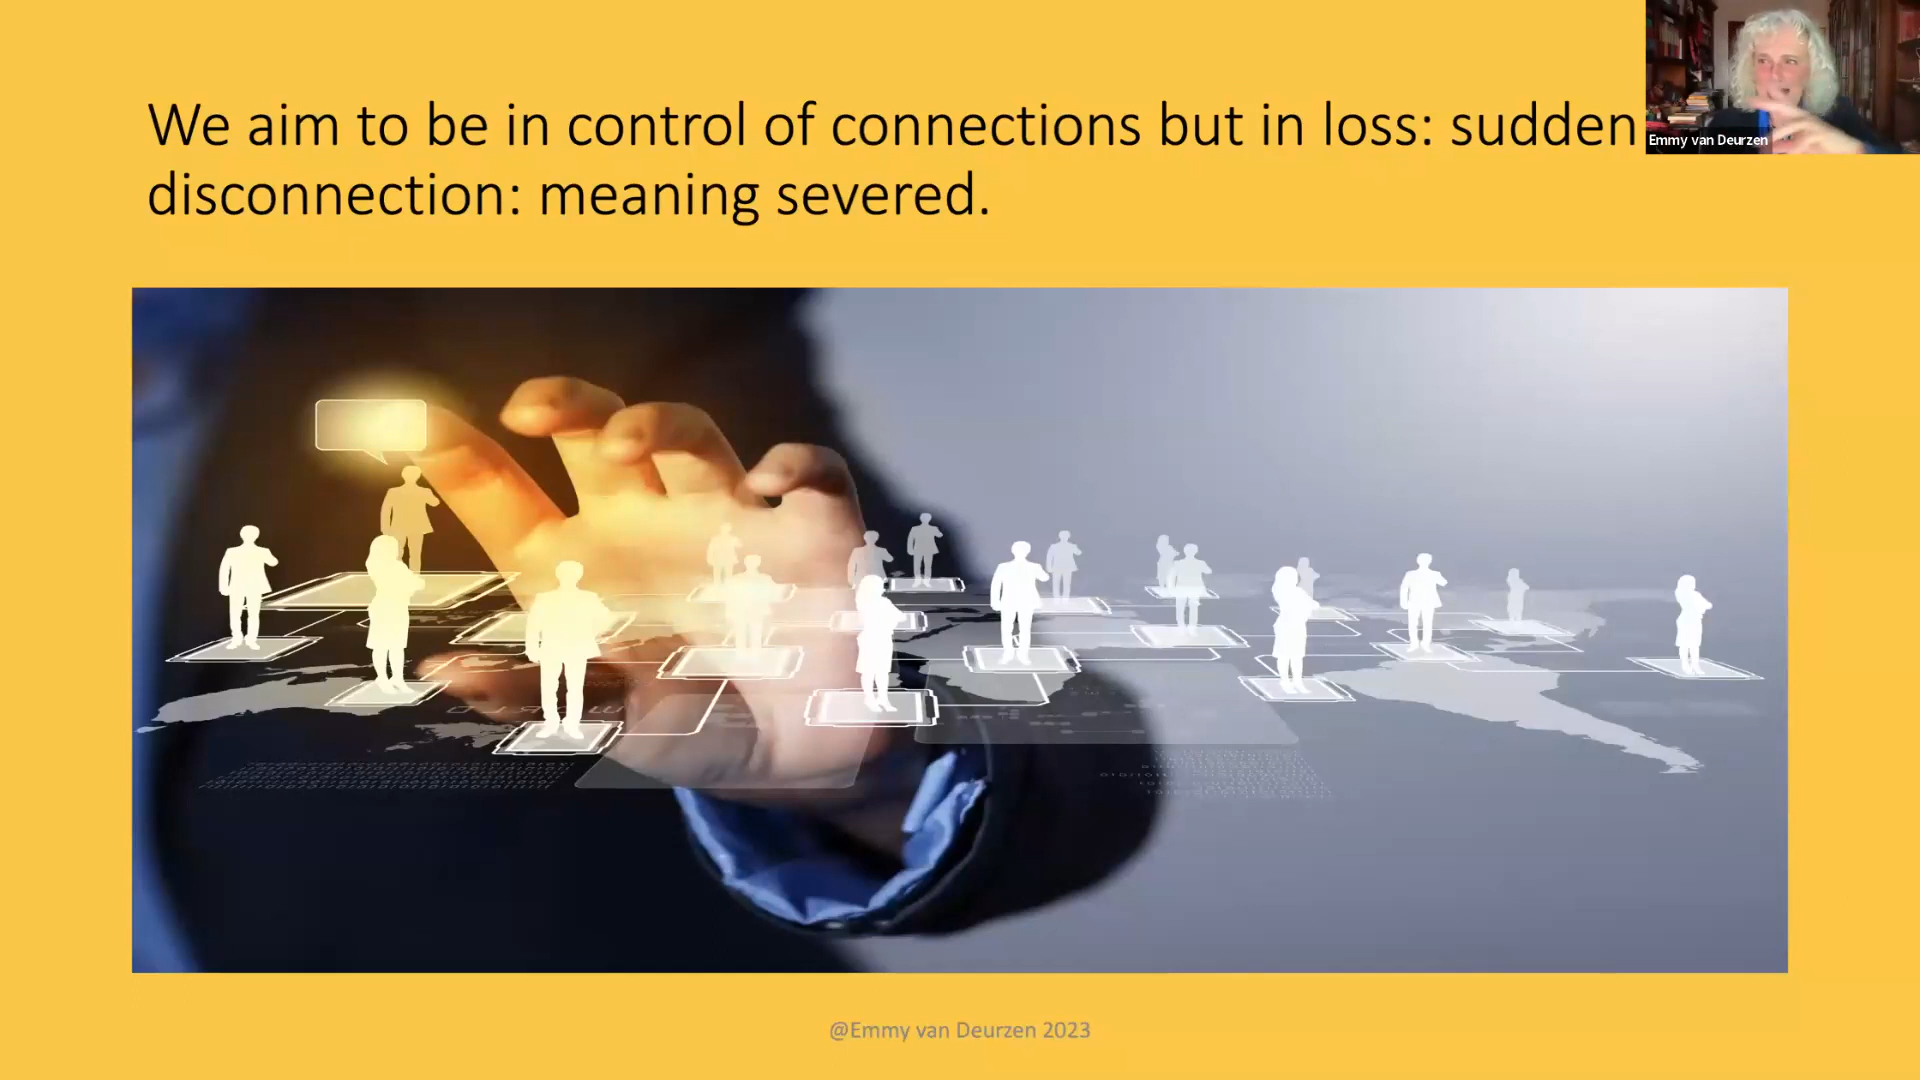 We aim to be in control of connections but in loss: sudden
disconnection: meaning severed.
Emmy van Deurzen
@Emmy van Deurzen 2023